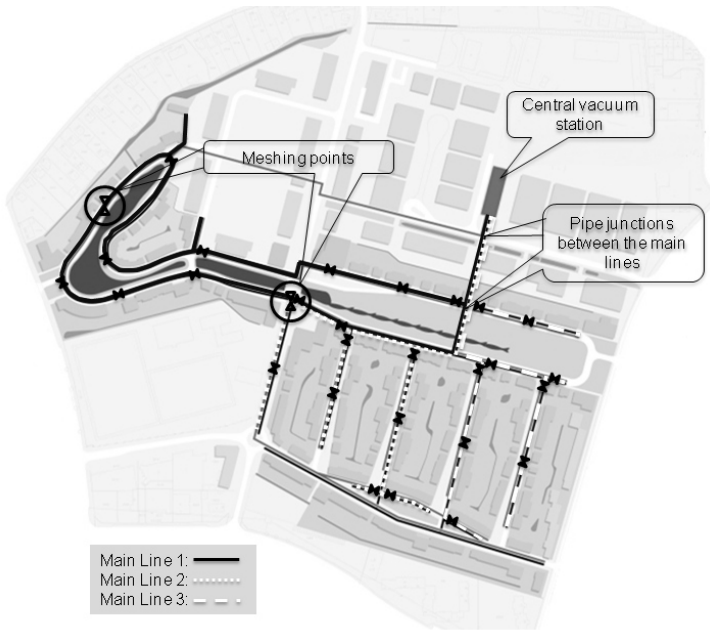 Central vacuum
station
Meshing points
Pipe junctions
between the main
lines
Main Line 1:
Main Line 2:
Main Line 3: